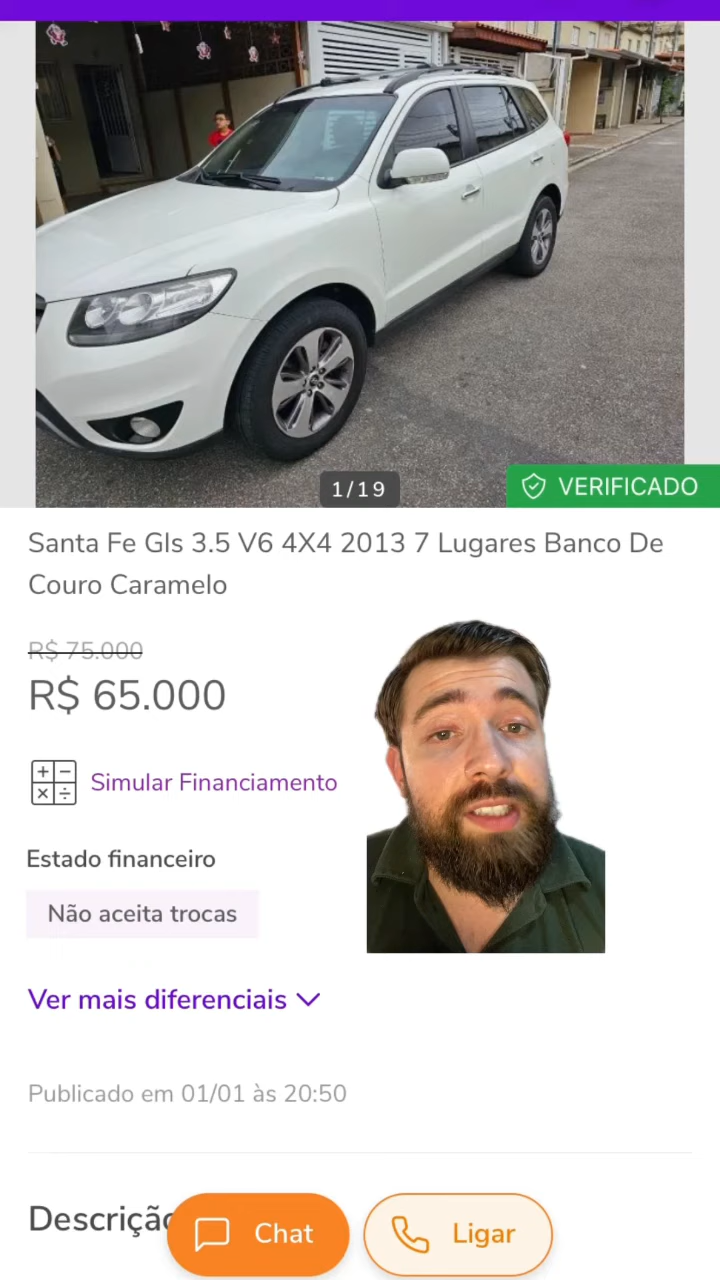 1/19
VERIFICADO
Santa Fe Gls 3.5 V6 4X4 2013 7 Lugares Banco De
Couro Caramelo
R$ 75.000
R$ 65.000
Simular Financiamento
Estado financeiro
Não aceita trocas
Ver mais diferenciais
Publicado em 01/01 às 20:50
Descrição
Chat
Ligar